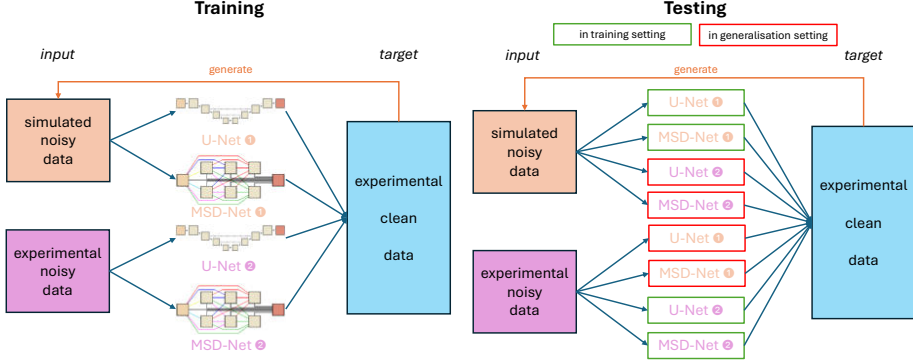 Training
input
target
generate
simulated
noisy
data
U-Net ❶
MSD-Net ❶
experimental
noisy
data
U-Net ❷
MSD-Net ❷
experimental
clean
data
Testing
in training setting
in generalisation setting
input
target
generate
simulated
noisy
data
U-Net ❶
MSD-Net ❶
U-Net ❷
MSD-Net ❷
experimental
noisy
data
U-Net ❶
MSD-Net ❶
U-Net ❷
MSD-Net ❷
experimental
clean
data